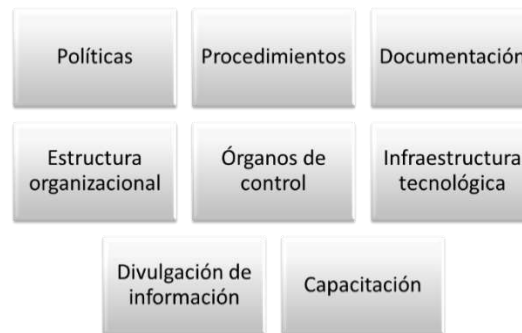 Políticas
Procedimientos
Documentación
Estructura
organizacional
Órganos de
control
Infraestructura
tecnológica
Divulgación de
información
Capacitación